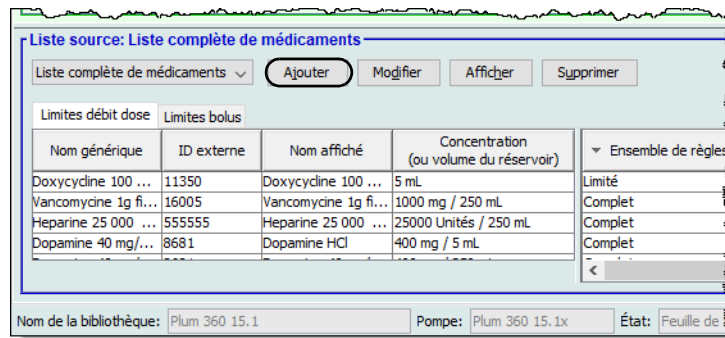 Liste source: Liste complète de médicaments
Liste complète de médicaments Ajouter Modifier Afficher Supprimer
Limites débit dose Limites bolus
Nom générique ID externe Nom affiché Concentration (ou volume du réservoir) Ensemble de règles
Doxycycline 100 ... 11350 Doxycycline 100 ... 5 mL Limité
Vancomycine 1g fi... 16005 Vancomycine 1g fi... 1000 mg / 250 mL Complet
Heparine 25 000 ... 555555 Heparine 25 000 ... 25000 Unités / 250 mL Complet
Dopamine 40 mg/... 8681 Dopamine HCl 400 mg / 5 mL Complet
Nom de la bibliothèque: Plum 360 15.1 Pompe: Plum 360 15.1x État: Feuille de